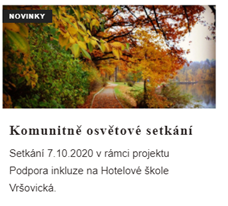 NOVINKY
Komunitně osvětové setkání
Setkání 7.10.2020 v rámci projektu
Podpora inkluze na Hotelové škole
Vršovická.